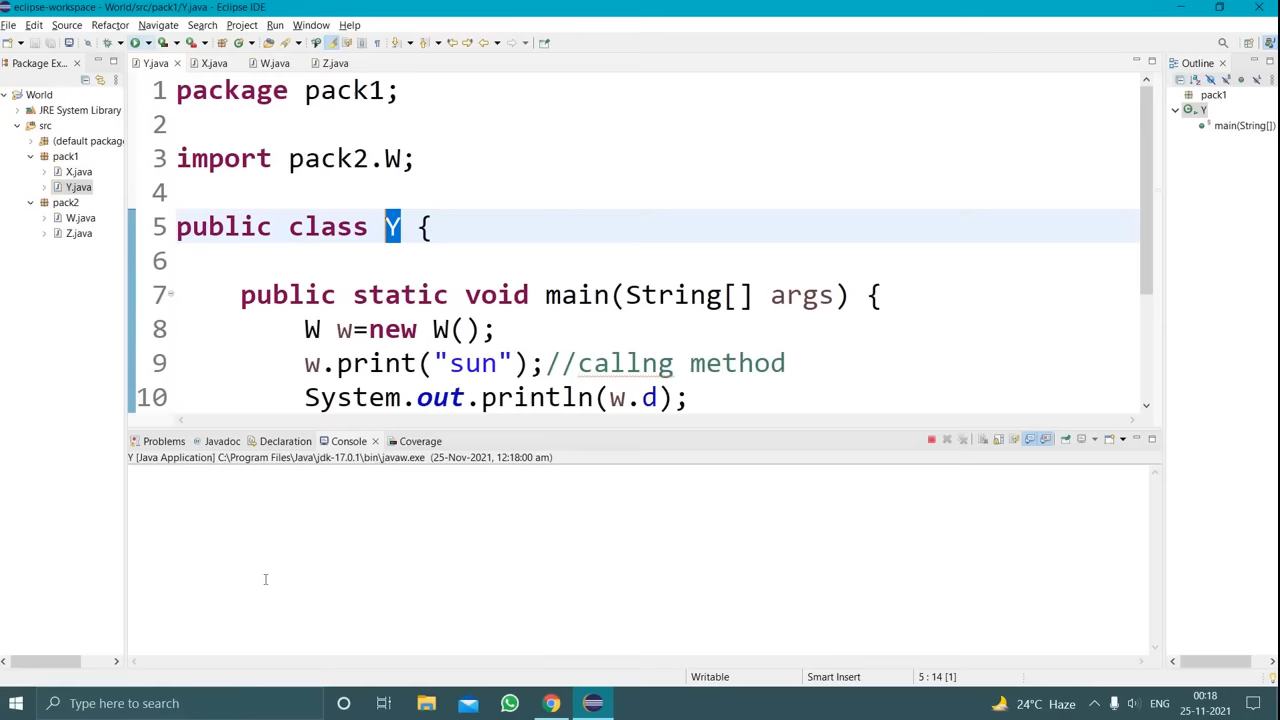 eclipse-workspace - World/src/pack1/Y.java - Eclipse IDE
File Edit Source Refactor Navigate Search Project Run Window Help
Package Ex...
World
JRE System Library
src
(default package
pack1
X.java
Y.java
pack2
W.java
Z.java
Y.java X.java W.java Z.java
1 package pack1;
2
3 import pack2.W;
4
5 public class Y {
6
7 public static void main(String[] args) {
8 W w=new W();
9 w.print("sun");//callng method
10 System.out.println(w.d);
Outline
pack1
Y
main(String[])
Problems Javadoc Declaration Console Coverage
Y [Java Application] C:\Program Files\Java\jdk-17.0.1\bin\javaw.exe (25-Nov-2021, 12:18:00 am)
Writable Smart Insert 5 : 14 [1]
Type here to search
24°C Haze ENG
00:18
25-11-2021